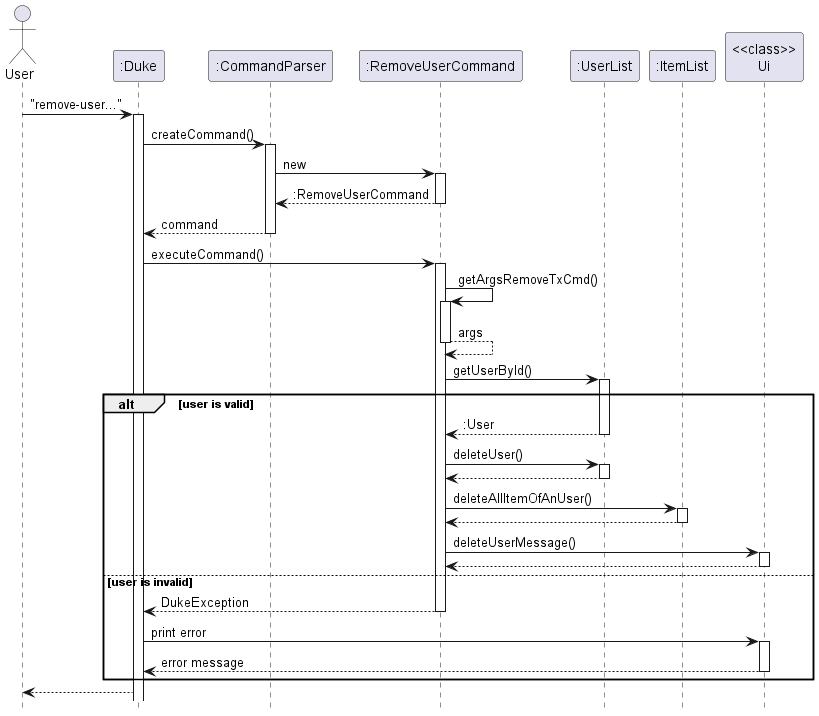 User
:Duke
:CommandParser
:RemoveUserCommand
:UserList
:ItemList
<<class>>
Ui
"remove-user..."
createCommand()
new
:RemoveUserCommand
command
executeCommand()
getArgsRemoveTxCmd()
args
getUserById()
alt
[user is valid]
:User
deleteUser()
deleteAllItemOfAnUser()
deleteUserMessage()
[user is invalid]
DukeException
print error
error message